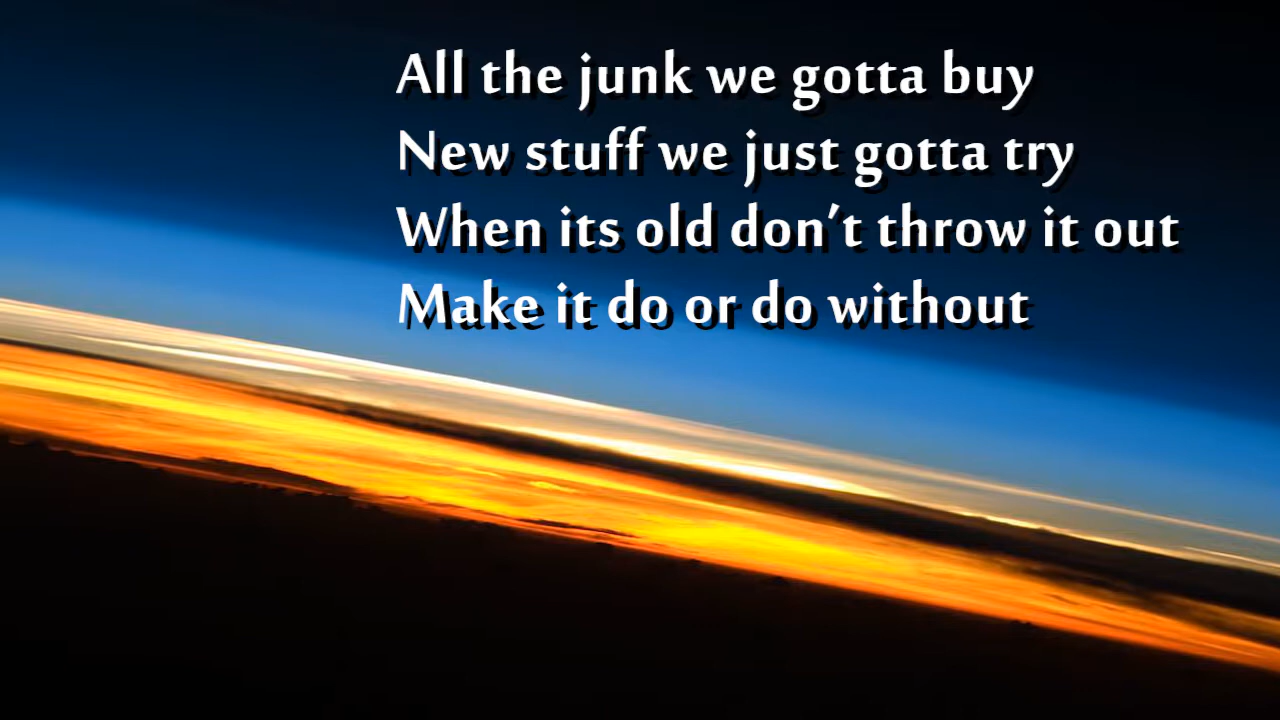 All the junk we gotta buy
New stuff we just gotta try
When its old don't throw it out
Make it do or do without